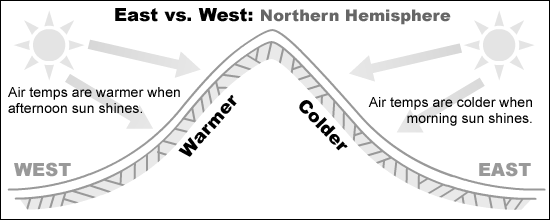 East vs. West: Northern Hemisphere
Air temps are warmer when
afternoon sun shines.
Air temps are colder when
morning sun shines.
Warmer
Colder
WEST
EAST